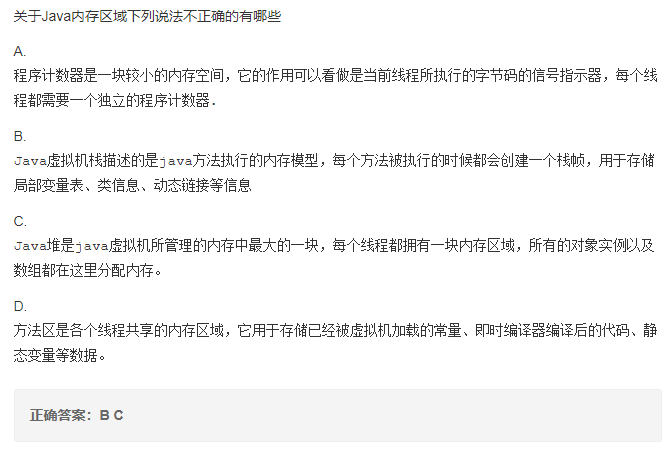 关于Java内存区域下列说法不正确的有哪些
A.
程序计数器是一块较小的内存空间，它的作用可以看做是当前线程所执行的字节码的信号指示器，每个线
程都需要一个独立的程序计数器.
B.
Java虚拟机栈描述的是java方法执行的内存模型，每个方法被执行的时候都会创建一个栈帧，用于存储
局部变量表、类信息、动态链接等信息
C.
Java堆是java虚拟机所管理的内存中最大的一块，每个线程都拥有一块内存区域，所有的对象实例以及
数组都在这里分配内存。
D.
方法区是各个线程共享的内存区域，它用于存储已经被虚拟机加载的常量、即时编译器编译后的代码、静
态变量等数据。
正确答案：B C